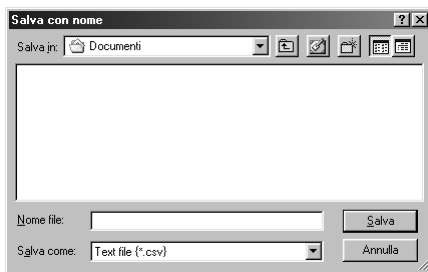 Salva con nome
Salva in: Documenti
Nome file:
Salva
Salva come: Text file {*.csv}
Annulla